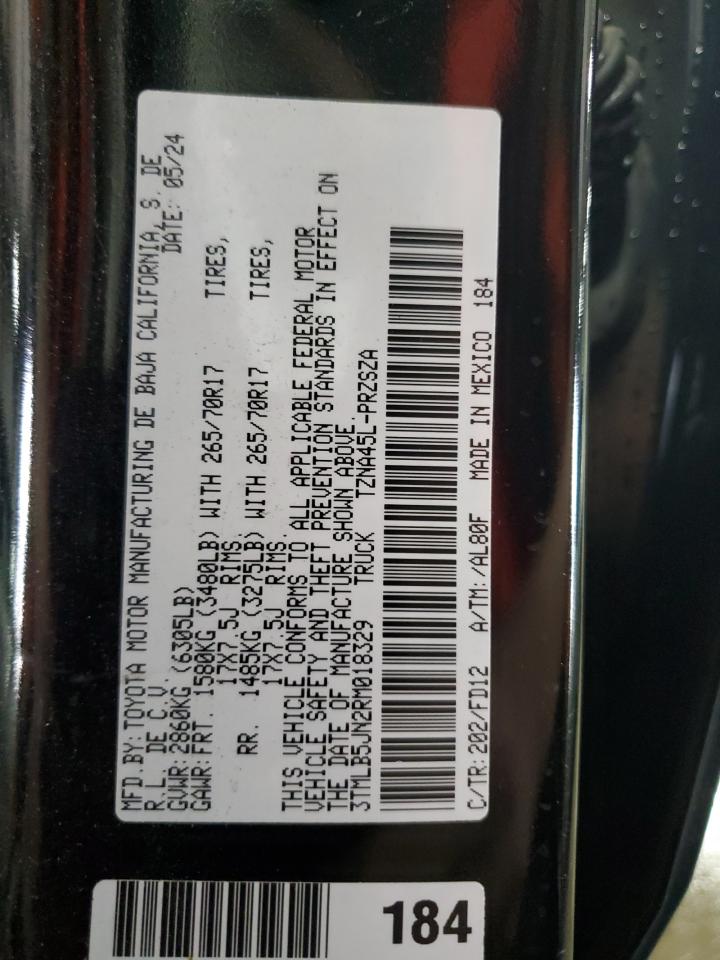 MFD.BY: TOYOTA MOTOR MANUFACTURING DE BAJA CALIFORNIA, S. DE
R.L. DE C.V. DATE: 05/24
GVWR: 2860KG (6305LB)
GAWR: FRT. 1580KG (3480LB) WITH 265/70R17 TIRES,
17X7.5J RIMS.
RR. 1485KG (3275LB) WITH 265/70R17 TIRES,
17X7.5J RIMS.
THIS VEHICLE CONFORMS TO ALL APPLICABLE FEDERAL MOTOR
VEHICLE SAFETY AND THEFT PREVENTION STANDARDS IN EFFECT ON
THE DATE OF MANUFACTURE SHOWN ABOVE.
3TMLB5JN2RM018329 TRUCK TZNA45L-PRZSZA
C/TR: 202/FD12 A/TM: /AL80F MADE IN MEXICO 184
184